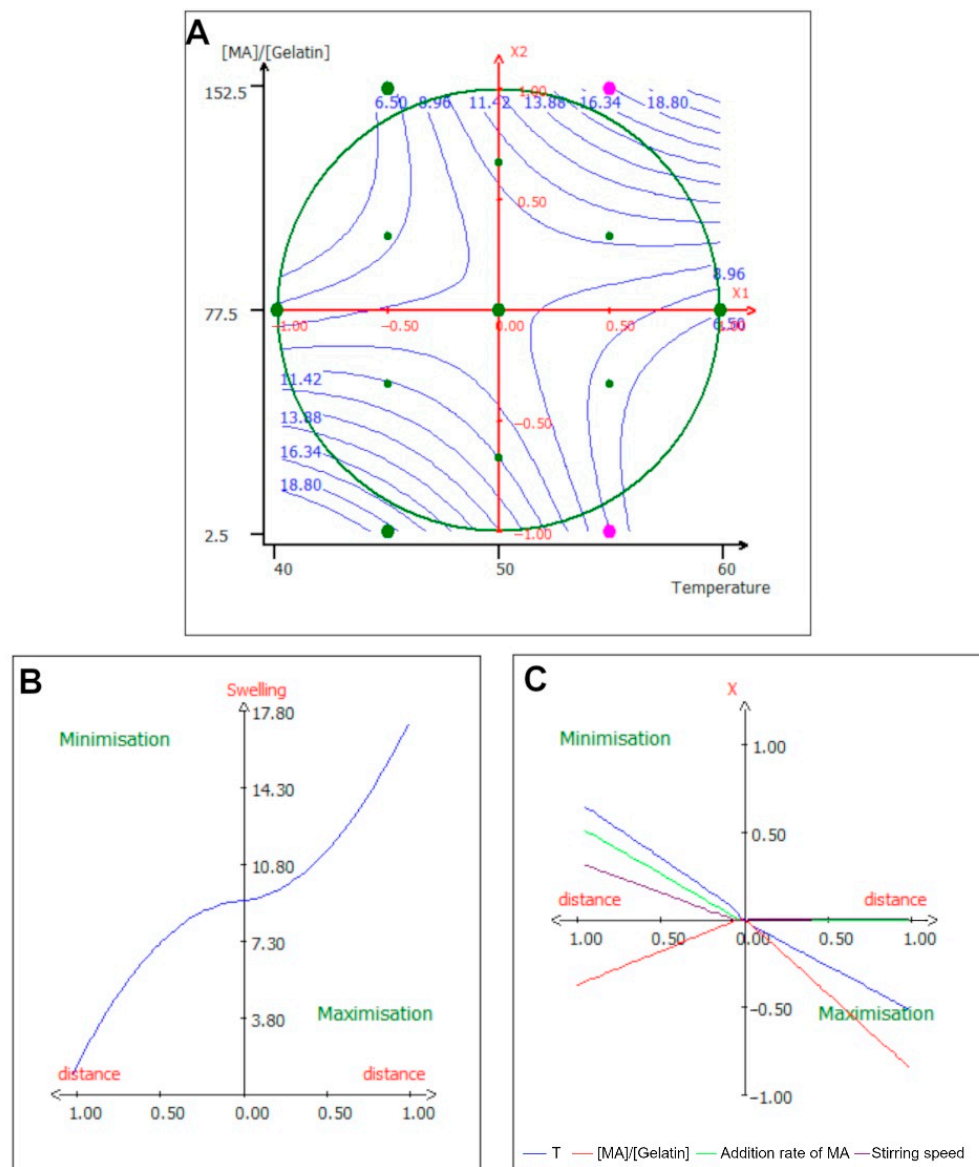 A
[MA]/[Gelatin]
X2
152.5
1.00
6.50 8.96 11.42 13.88 16.34 18.80
0.50
8.96
X1
77.5
−1.00 −0.50 0.00 0.50 1.00
6.50
11.42
13.88
−0.50
16.34
18.80
2.5
−1.00
40 50 60
Temperature
B
Swelling
17.80
Minimisation
14.30
10.80
7.30
3.80
Maximisation
distance distance
1.00 0.50 0.00 0.50 1.00
C
X
Minimisation
1.00
0.50
distance distance
1.00 0.50 0.00 0.50 1.00
−0.50
Maximisation
−1.00
T [MA]/[Gelatin] Addition rate of MA Stirring speed